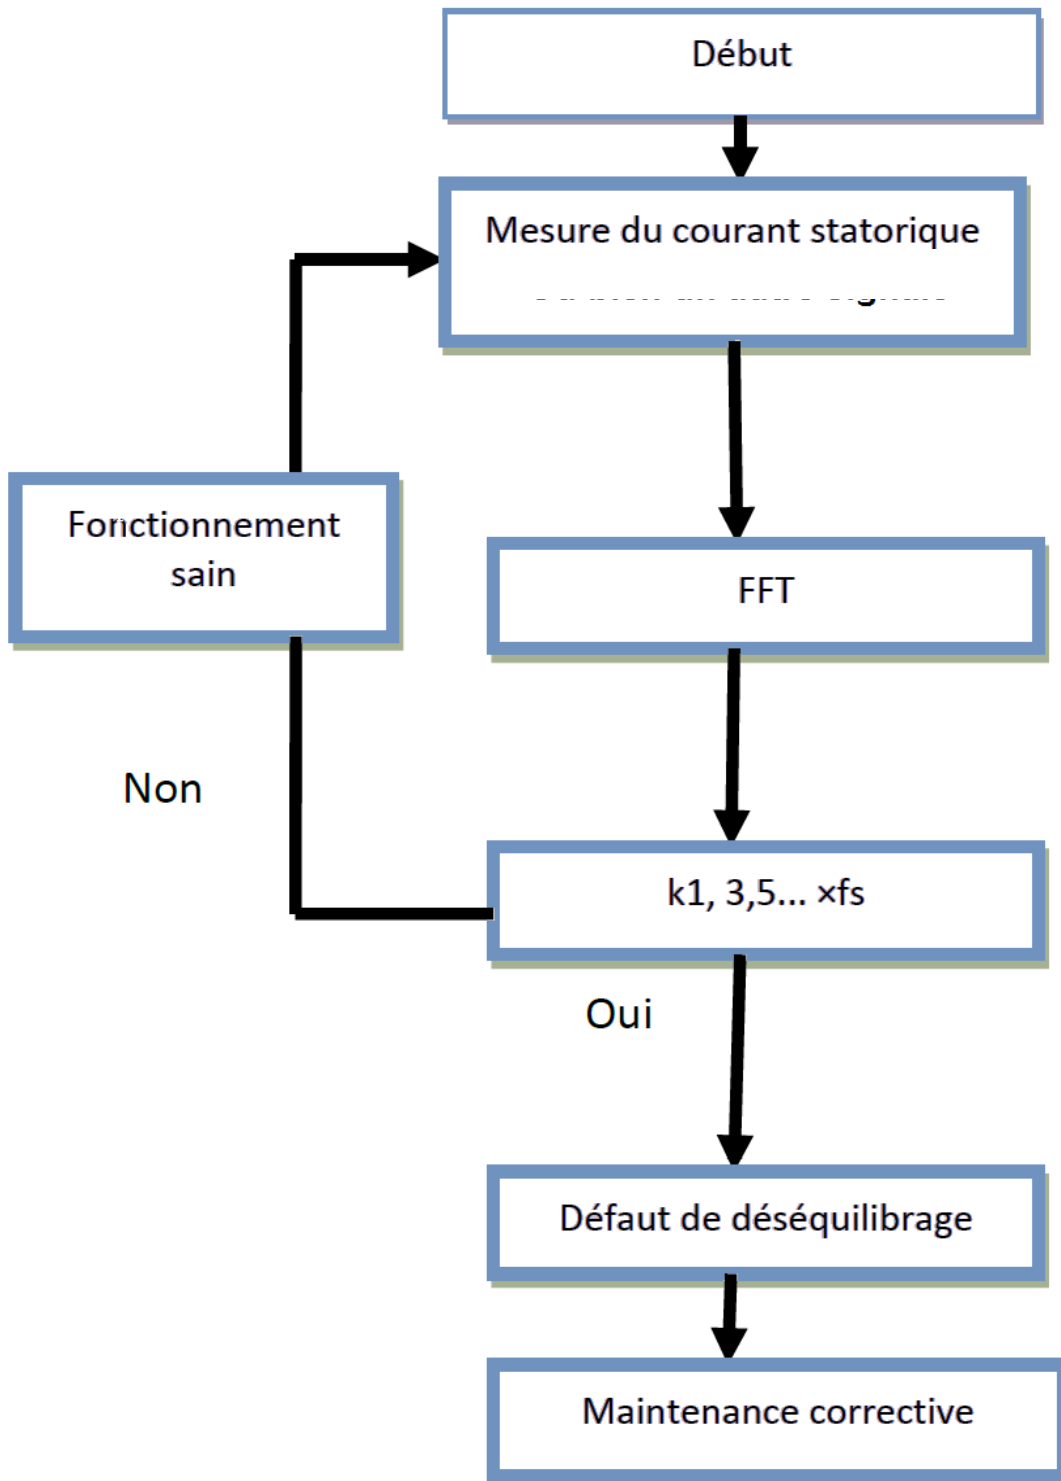 Début
Mesure du courant statorique
Fonctionnement
sain
FFT
Non
k1, 3,5... ×fs
Oui
Défaut de déséquilibrage
Maintenance corrective